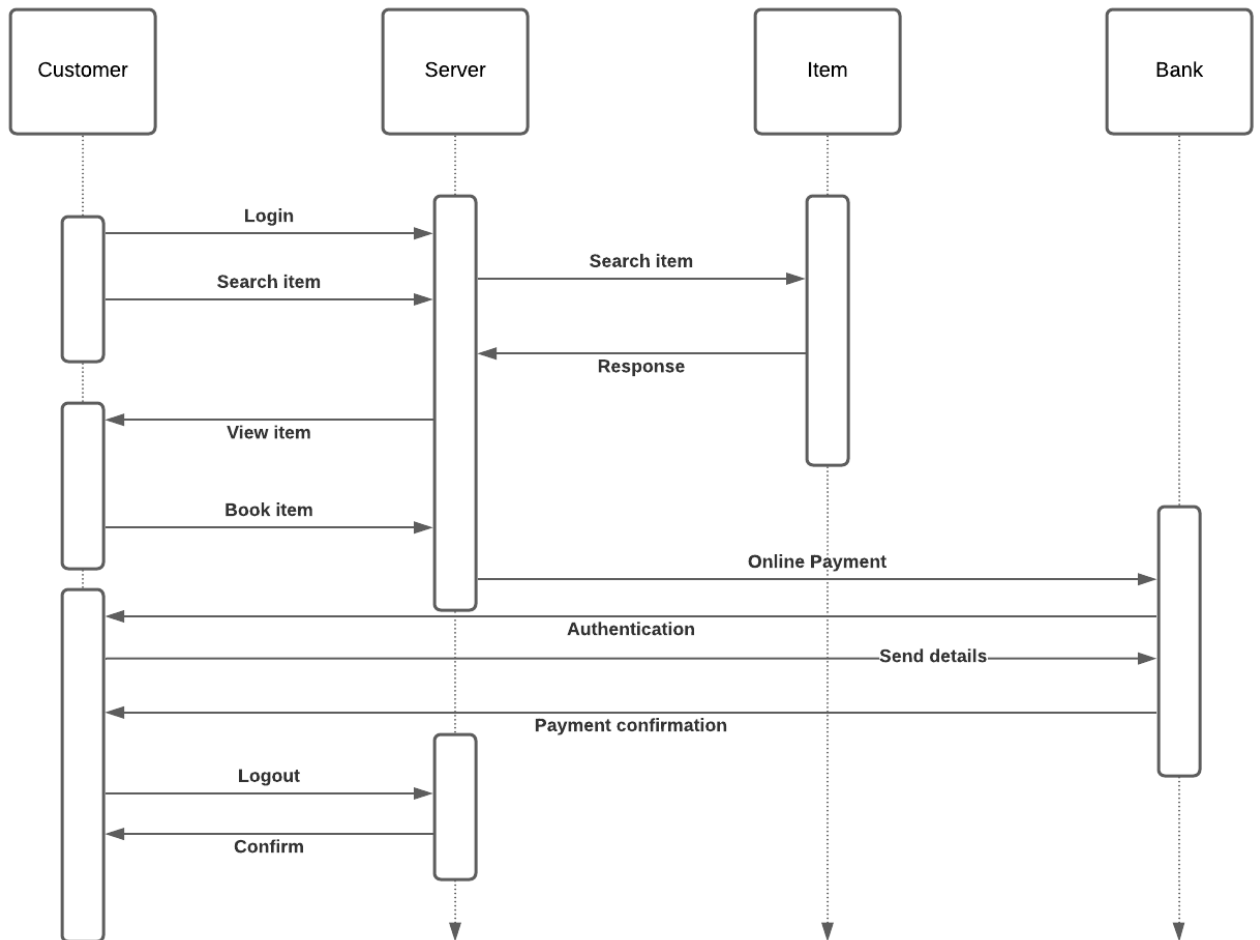 Customer
Server
Item
Bank
Login
Search item
Search item
Response
View item
Book item
Online Payment
Authentication
Send details
Payment confirmation
Logout
Confirm